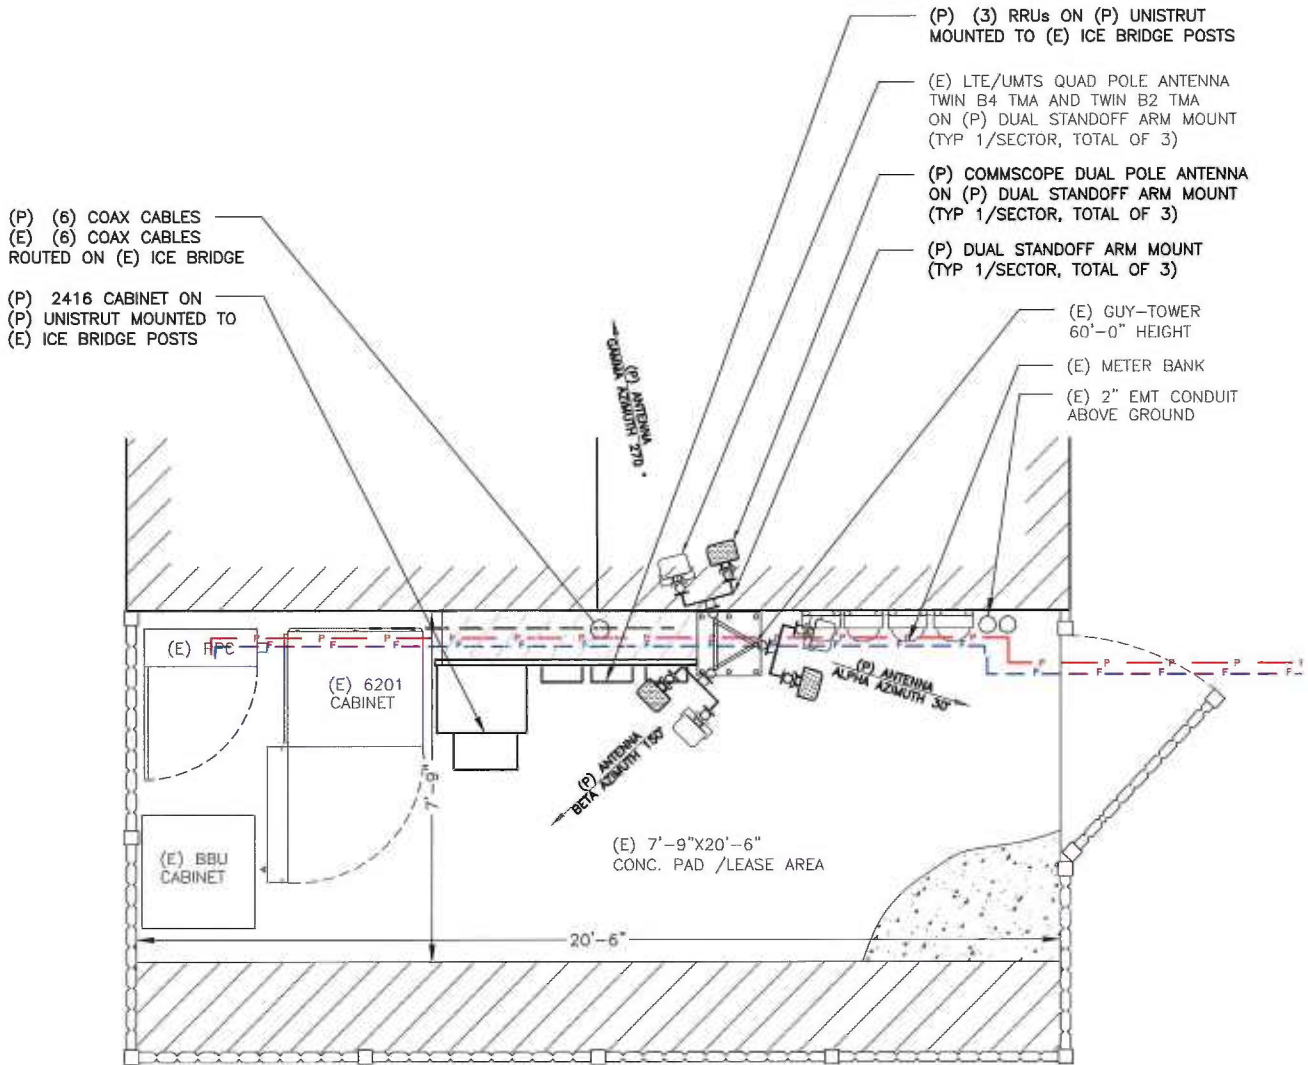 (P) (3) RRUs ON (P) UNISTRUT
MOUNTED TO (E) ICE BRIDGE POSTS
(E) LTE/UMTS QUAD POLE ANTENNA
TWIN B4 TMA AND TWIN B2 TMA
ON (P) DUAL STANDOFF ARM MOUNT
(TYP 1/SECTOR, TOTAL OF 3)
(P) COMMSCOPE DUAL POLE ANTENNA
ON (P) DUAL STANDOFF ARM MOUNT
(TYP 1/SECTOR, TOTAL OF 3)
(P) DUAL STANDOFF ARM MOUNT
(TYP 1/SECTOR, TOTAL OF 3)
(E) GUY-TOWER
60'-0" HEIGHT
(E) METER BANK
(E) 2" EMT CONDUIT
ABOVE GROUND
(P) (6) COAX CABLES
(E) (6) COAX CABLES
ROUTED ON (E) ICE BRIDGE
(P) 2416 CABINET ON
(P) UNISTRUT MOUNTED TO
(E) ICE BRIDGE POSTS
(P) ANTENNA
GAMMA AZIMUTH 270°
(E) PPC
(E) 6201
CABINET
(P) ANTENNA
ALPHA AZIMUTH 30°
(P) ANTENNA
BETA AZIMUTH 150°
7'-9"
(E) BBU
CABINET
(E) 7'-9"X20'-6"
CONC. PAD /LEASE AREA
20'-6"